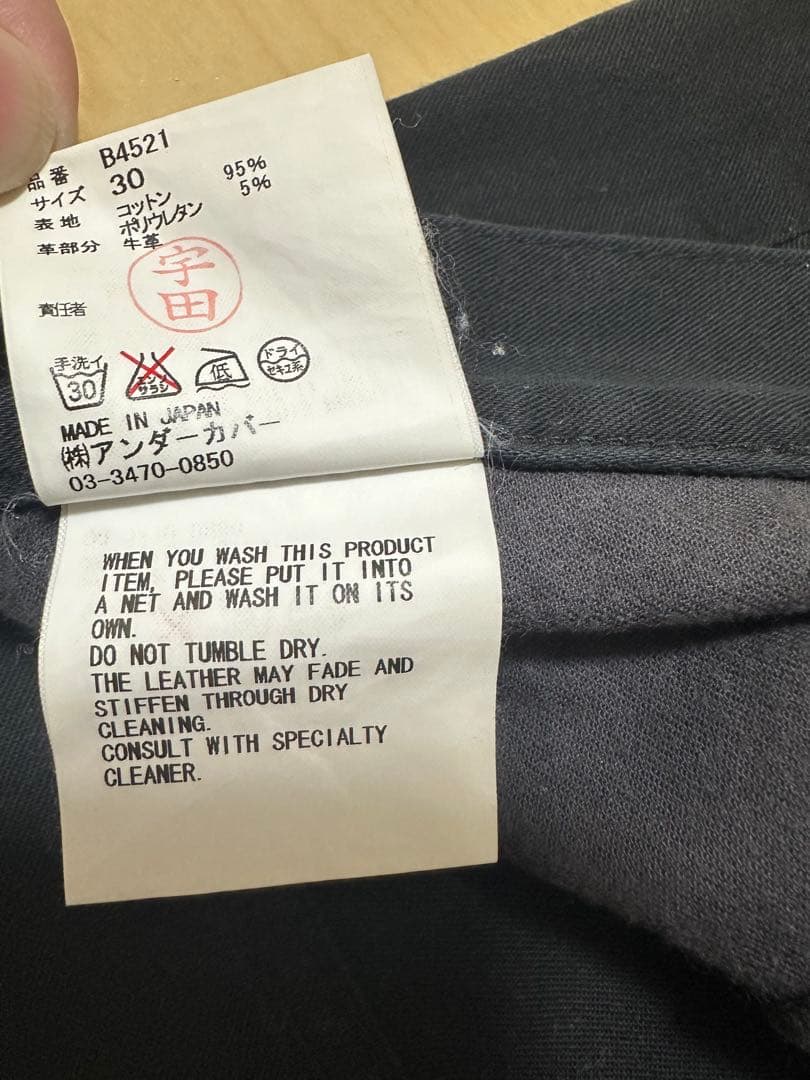 品番 B4521
サイズ 30
表地 コットン 95%
ポリウレタン 5%
革部分 牛革
宇田
責任者
手洗イ 30
エンソサラシ
低
ドライ
セキユ系
MADE IN JAPAN
㈱アンダーカバー
03-3470-0850
WHEN YOU WASH THIS PRODUCT
ITEM, PLEASE PUT IT INTO
A NET AND WASH IT ON ITS
OWN.
DO NOT TUMBLE DRY.
THE LEATHER MAY FADE AND
STIFFEN THROUGH DRY
CLEANING.
CONSULT WITH SPECIALTY
CLEANER.